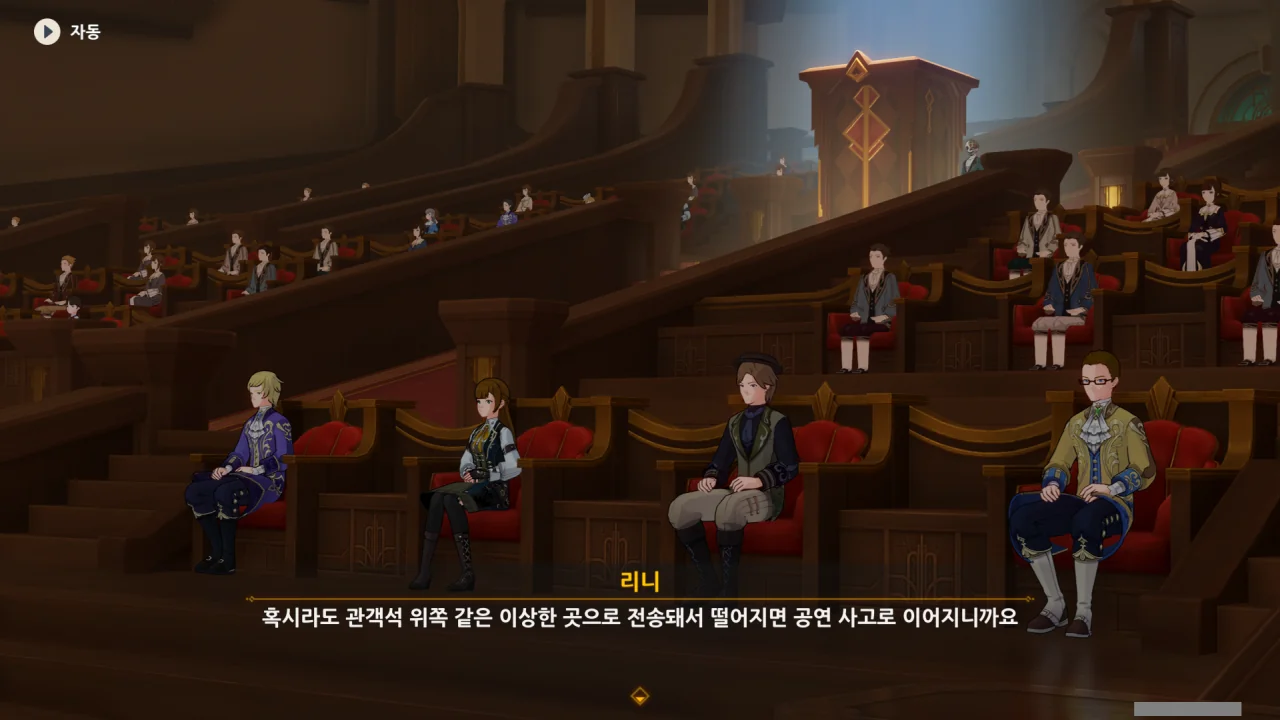 자동
리니
혹시라도 관객석 위쪽 같은 이상한 곳으로 전송돼서 떨어지면 공연 사고로 이어지니까요